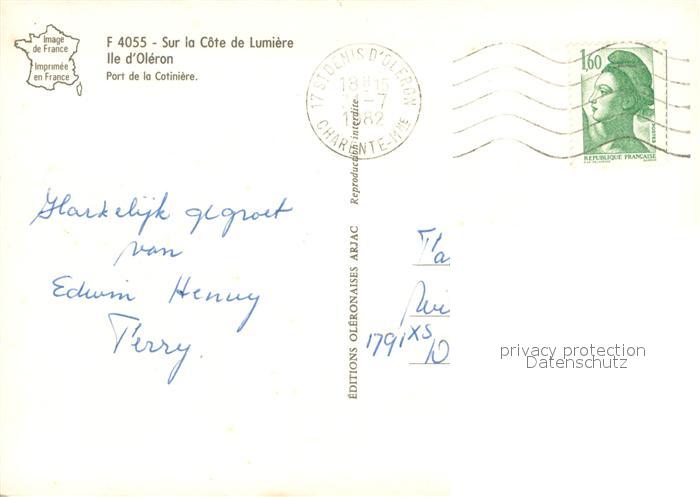 Image
de France
Imprimée
en France
F 4055 - Sur la Côte de Lumière
Ile d'Oléron
Port de la Cotinière.
17 ST DENIS D'OLERON
18H15
-7
1982
CHARENTE-MME
1,60
POSTES
REPUBLIQUE FRANÇAISE
Reproduction interdite
ÉDITIONS OLÉRONAISES ARJAC
Hartelijk gegroet
van
Edwin Henny
Terry.
1791 XS
privacy protection
Datenschutz